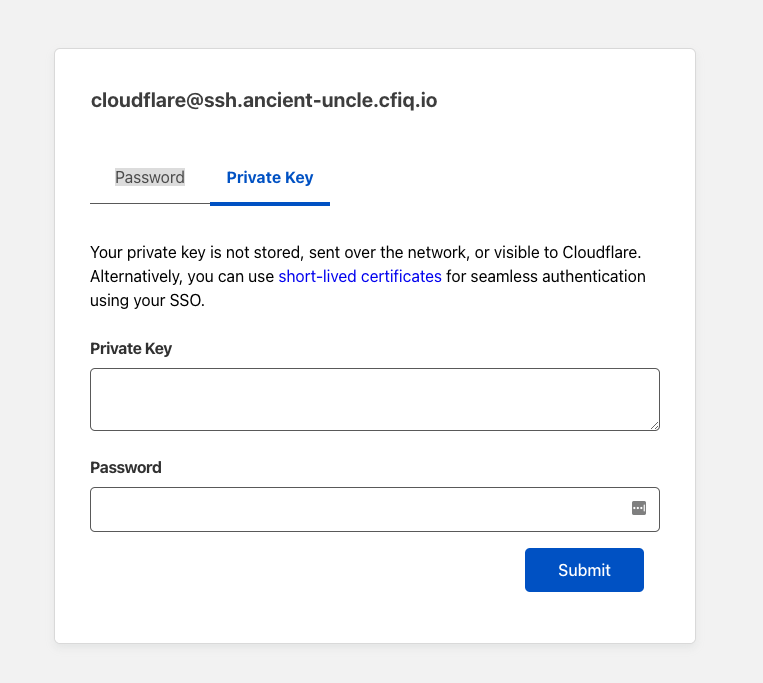 cloudflare@ssh.ancient-uncle.cfiq.io
Password Private Key
Your private key is not stored, sent over the network, or visible to Cloudflare.
Alternatively, you can use short-lived certificates for seamless authentication
using your SSO.
Private Key
Password
Submit